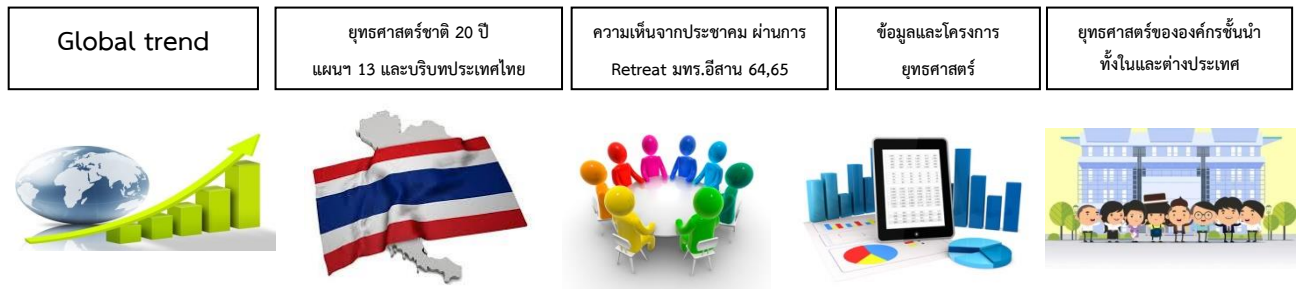 Global trend
ยุทธศาสตร์ชาติ 20 ปี
แผนฯ 13 และบริบทประเทศไทย
ความเห็นจากประชาคม ผ่านการ
Retreat มทร.อีสาน 64,65
ข้อมูลและโครงการ
ยุทธศาสตร์
ยุทธศาสตร์ขององค์กรชั้นนำ
ทั้งในและต่างประเทศ